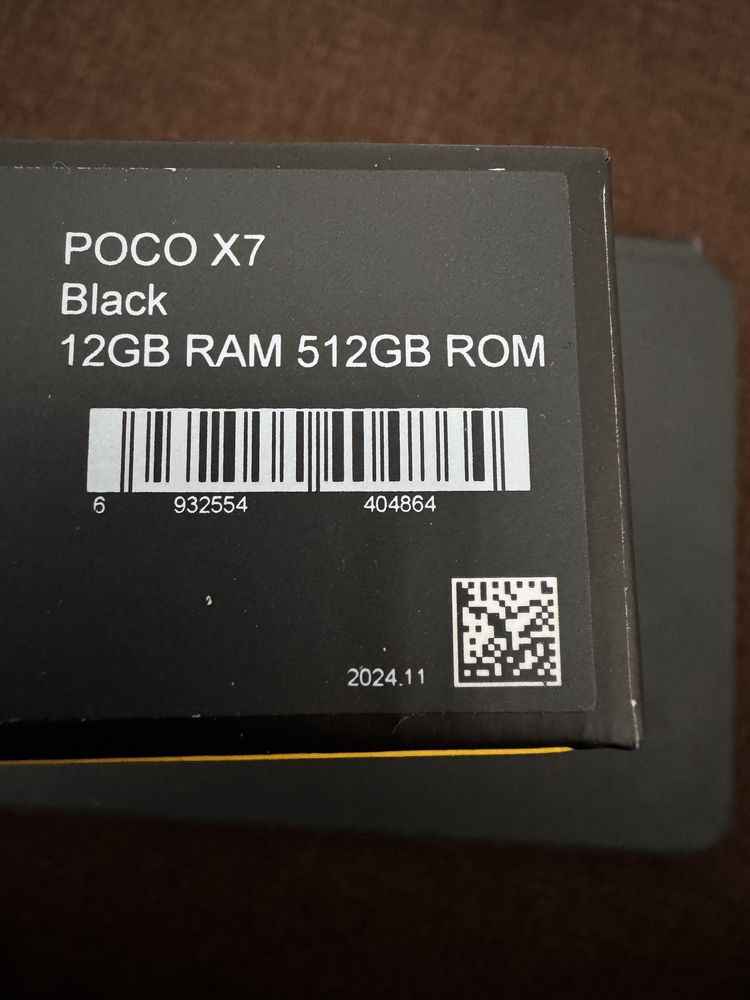 POCO X7
Black
12GB RAM 512GB ROM
6 932554 404864
2024.11